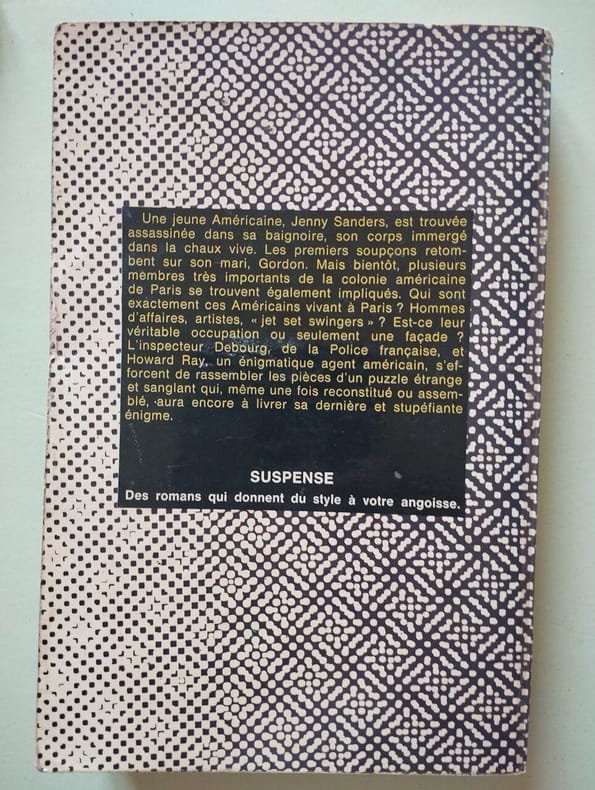 Une jeune Américaine, Jenny Sanders, est trouvée
assassinée dans sa baignoire, son corps immergé
dans la chaux vive. Les premiers soupçons retom-
bent sur son mari, Gordon. Mais bientôt, plusieurs
membres très importants de la colonie américaine
de Paris se trouvent également impliqués. Qui sont
exactement ces Américains vivant à Paris ? Hommes
d'affaires, artistes, « jet set swingers » ? Est-ce leur
véritable occupation ou seulement une façade ?
L'inspecteur Debourg, de la Police française, et
Howard Ray, un énigmatique agent américain, s'ef-
forcent de rassembler les pièces d'un puzzle étrange
et sanglant qui, même une fois reconstitué ou assem-
blé, aura encore à livrer sa dernière et stupéfiante
énigme.
SUSPENSE
Des romans qui donnent du style à votre angoisse.